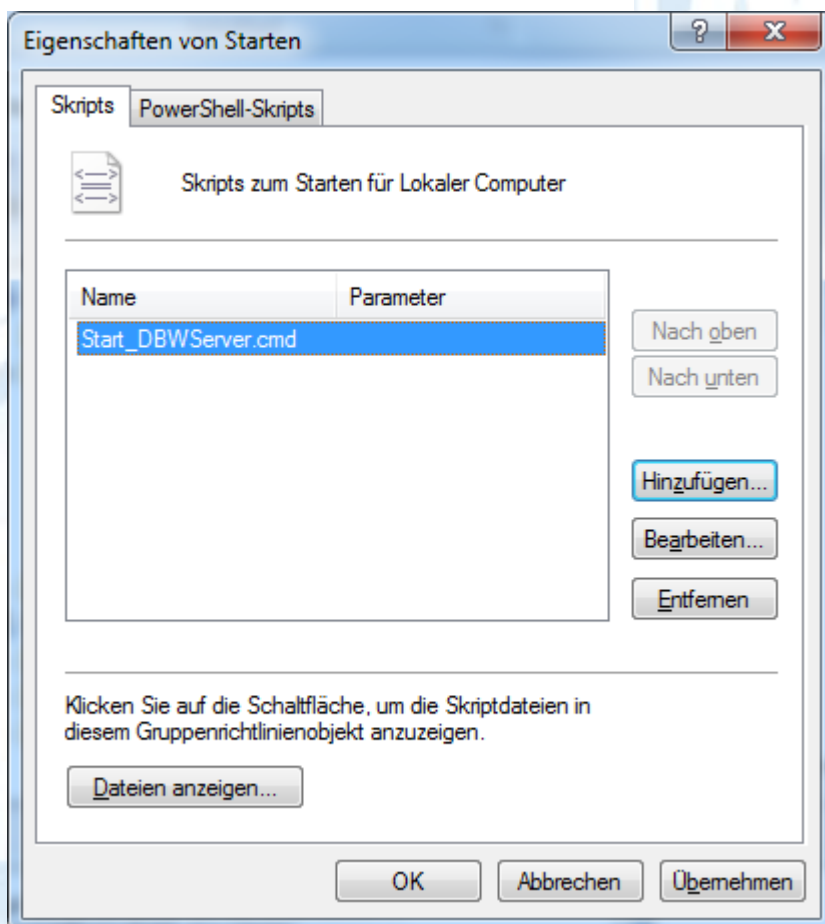 Eigenschaften von Starten
Skripts
PowerShell-Skripts
Skripts zum Starten für Lokaler Computer
Name Parameter
Start_DBWServer.cmd
Nach oben
Nach unten
Hinzufügen...
Bearbeiten...
Entfernen
Klicken Sie auf die Schaltfläche, um die Skriptdateien in
diesem Gruppenrichtlinienobjekt anzuzeigen.
Dateien anzeigen...
OK Abbrechen Übernehmen